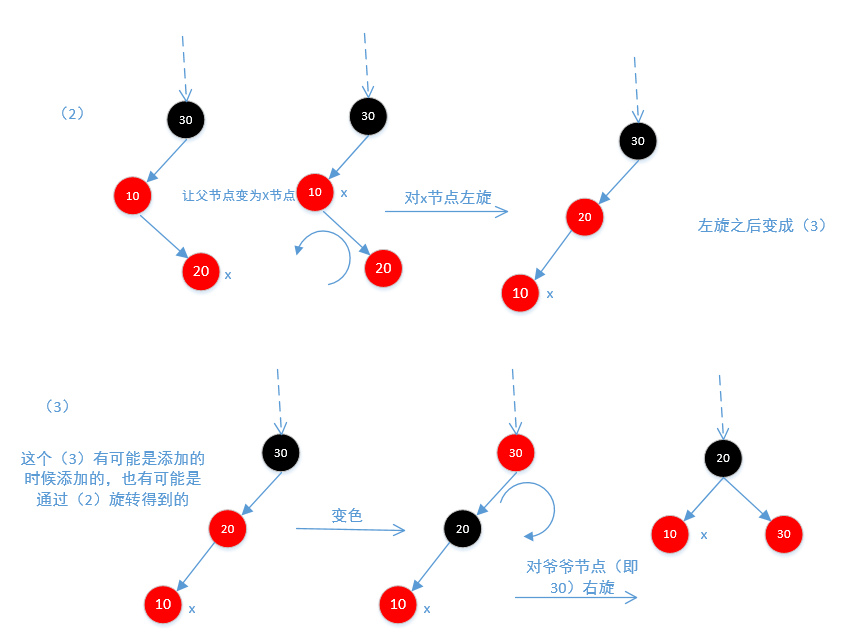 （2）
30
30
30
10
让父节点变为X节点
10
x
对x节点左旋
20
左旋之后变成（3）
20
x
20
10
x
（3）
这个（3）有可能是添加的
时候添加的，也有可能是
通过（2）旋转得到的
30
30
20
20
变色
20
10
x
30
10
x
10
x
对爷爷节点（即
30）右旋